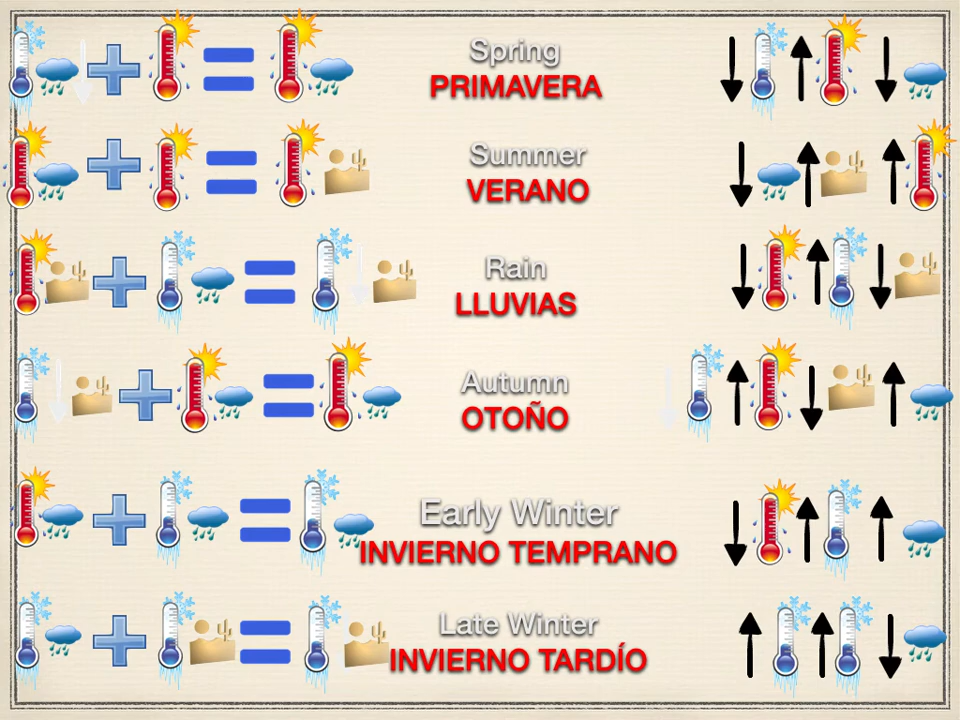 Spring
PRIMAVERA
Summer
VERANO
Rain
LLUVIAS
Autumn
OTOÑO
Early Winter
INVIERNO TEMPRANO
Late Winter
INVIERNO TARDÍO